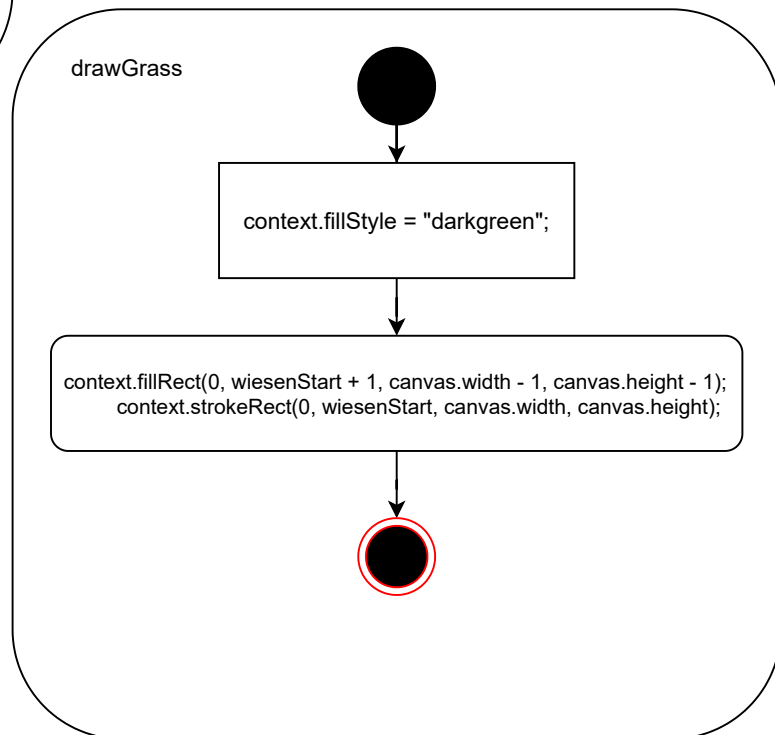 drawGrass
context.fillStyle = "darkgreen";
context.fillRect(0, wiesenStart + 1, canvas.width - 1, canvas.height - 1);
context.strokeRect(0, wiesenStart, canvas.width, canvas.height);